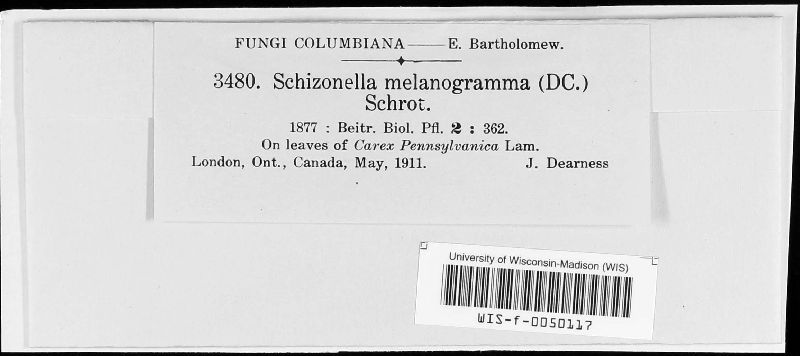 FUNGI COLUMBIANA—— E. Bartholomew.
3480. Schizonella melanogramma (DC.)
Schrot.
1877 : Beitr. Biol. Pfl. 2 : 362.
On leaves of Carex Pennsylvanica Lam.
London, Ont., Canada, May, 1911. J. Dearness
University of Wisconsin-Madison (WIS)
WIS-f-0050117